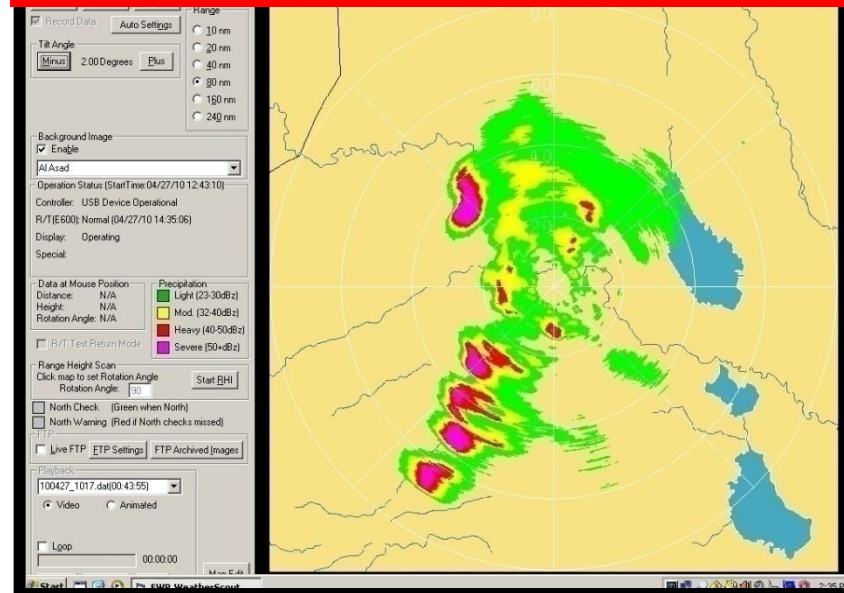 Range
Record Data
Auto Settings
10 nm
20 nm
40 nm
80 nm
160 nm
240 nm
Tilt Angle
Minus
2.00 Degrees
Plus
Background Image
Enable
Al Asad
Operation Status (StartTime:04/27/10 12:43:10)
Controller: USB Device Operational
R/T(E600): Normal (04/27/10 14:35:06)
Display: Operating
Special:
Data at Mouse Position
Distance: N/A
Height: N/A
Rotation Angle: N/A
Precipitation
Light (23-30dBz)
Mod. (32-40dBz)
Heavy (40-50dBz)
Severe (50+dBz)
R/T Test Return Mode
Range Height Scan
Click map to set Rotation Angle
Rotation Angle: 90
Start RHI
North Check (Green when North)
North Warning (Red if North checks missed)
FTP
Live FTP
FTP Settings
FTP Archived Images
Playback
100427_1017.dat(00:43:55)
Video
Animated
Loop
00:00:00
Map Edit
80
60
40
20
Start
EWR WeatherScout
2:35 P